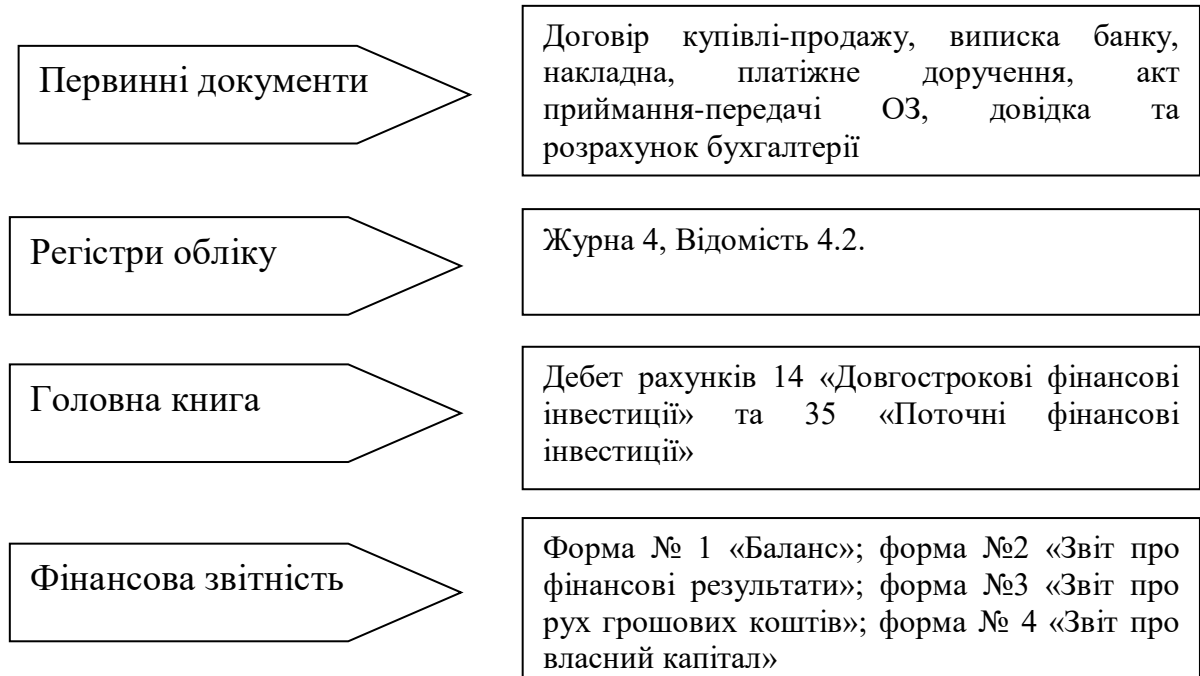 Первинні документи
Договір купівлі-продажу, виписка банку,
накладна, платіжне доручення, акт
приймання-передачі ОЗ, довідка та
розрахунок бухгалтерії
Регістри обліку
Журна 4, Відомість 4.2.
Головна книга
Дебет рахунків 14 «Довгострокові фінансові
інвестиції» та 35 «Поточні фінансові
інвестиції»
Фінансова звітність
Форма № 1 «Баланс»; форма №2 «Звіт про
фінансові результати»; форма №3 «Звіт про
рух грошових коштів»; форма № 4 «Звіт про
власний капітал»